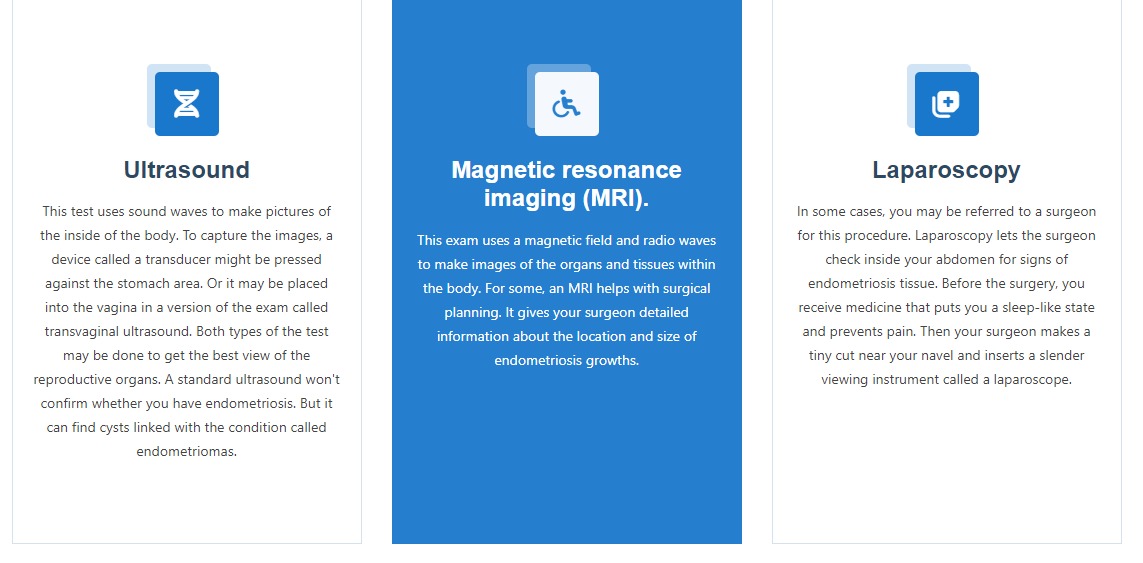 Ultrasound
This test uses sound waves to make pictures of
the inside of the body. To capture the images, a
device called a transducer might be pressed
against the stomach area. Or it may be placed
into the vagina in a version of the exam called
transvaginal ultrasound. Both types of the test
may be done to get the best view of the
reproductive organs. A standard ultrasound won't
confirm whether you have endometriosis. But it
can find cysts linked with the condition called
endometriomas.
Magnetic resonance
imaging (MRI).
This exam uses a magnetic field and radio waves
to make images of the organs and tissues within
the body. For some, an MRI helps with surgical
planning. It gives your surgeon detailed
information about the location and size of
endometriosis growths.
Laparoscopy
In some cases, you may be referred to a surgeon
for this procedure. Laparoscopy lets the surgeon
check inside your abdomen for signs of
endometriosis tissue. Before the surgery, you
receive medicine that puts you a sleep-like state
and prevents pain. Then your surgeon makes a
tiny cut near your navel and inserts a slender
viewing instrument called a laparoscope.